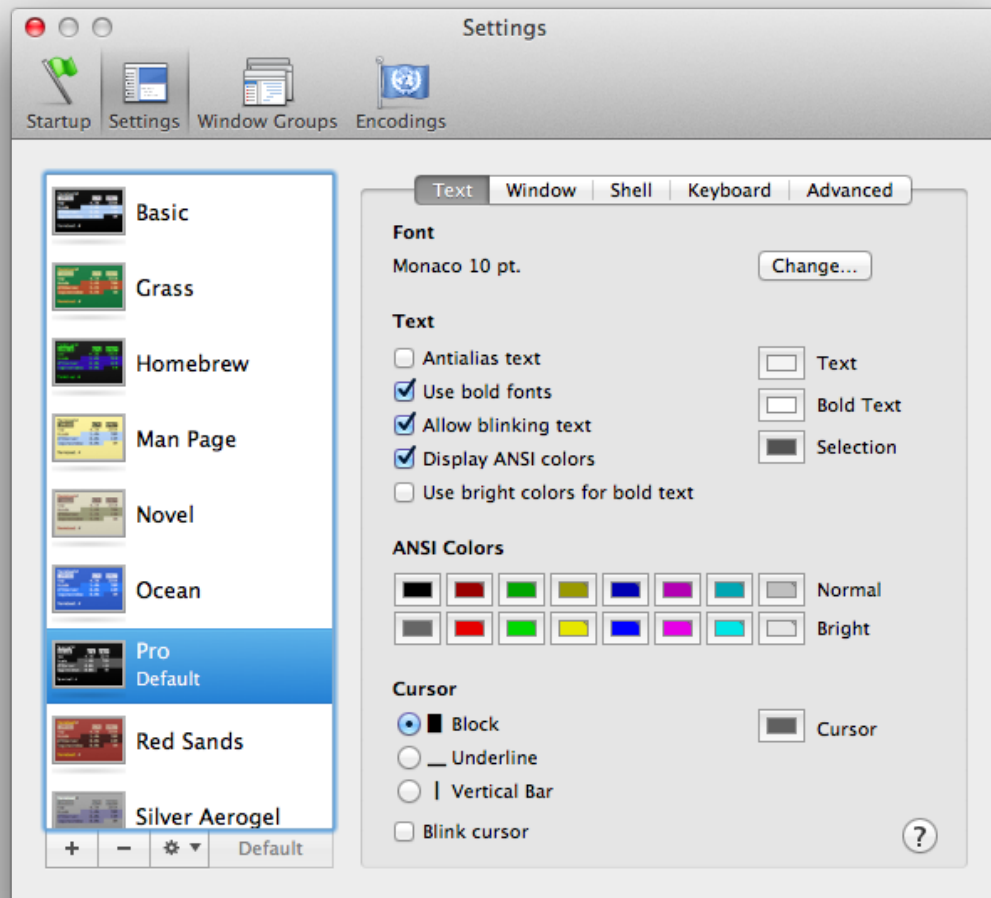 Settings
Startup
Settings
Window Groups
Encodings
Basic
Grass
Homebrew
Man Page
Novel
Ocean
Pro
Default
Red Sands
Silver Aerogel
+
−
Default
Text
Window
Shell
Keyboard
Advanced
Font
Monaco 10 pt.
Change...
Text
Antialias text
Use bold fonts
Allow blinking text
Display ANSI colors
Use bright colors for bold text
Text
Bold Text
Selection
ANSI Colors
Normal
Bright
Cursor
Block
Underline
Vertical Bar
Blink cursor
Cursor
?